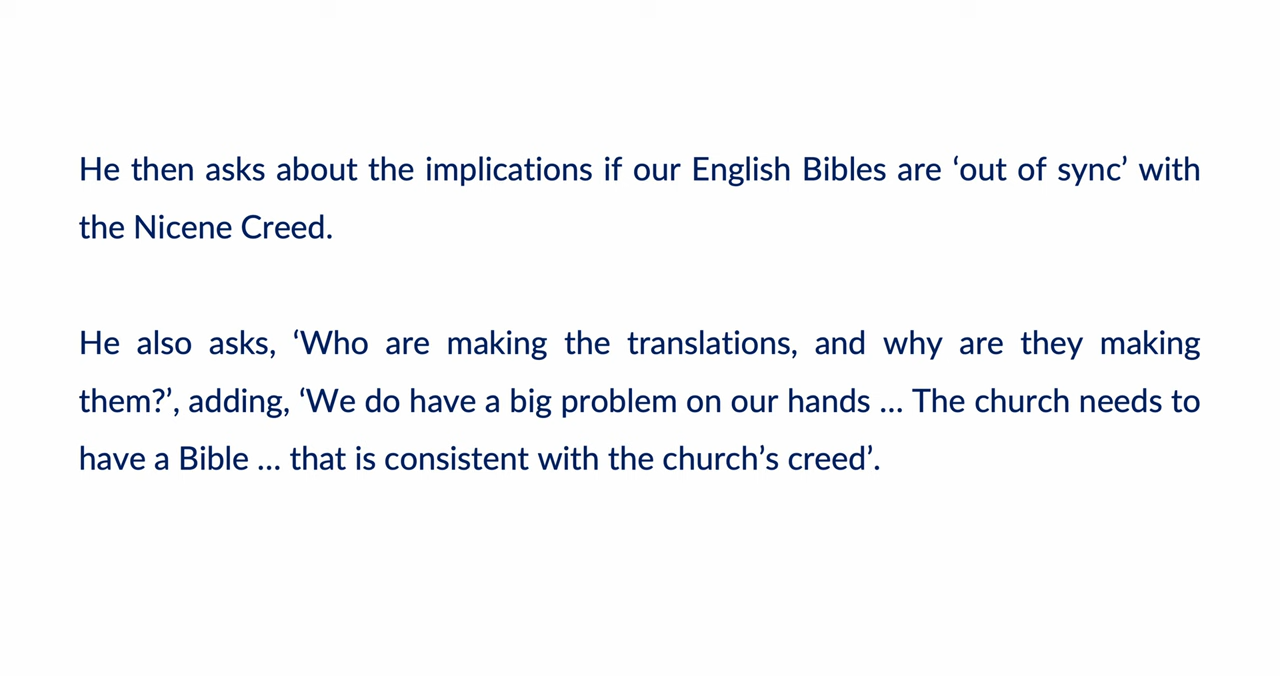 He then asks about the implications if our English Bibles are ‘out of sync’ with
the Nicene Creed.
He also asks, ‘Who are making the translations, and why are they making
them?’, adding, ‘We do have a big problem on our hands ... The church needs to
have a Bible ... that is consistent with the church’s creed’.